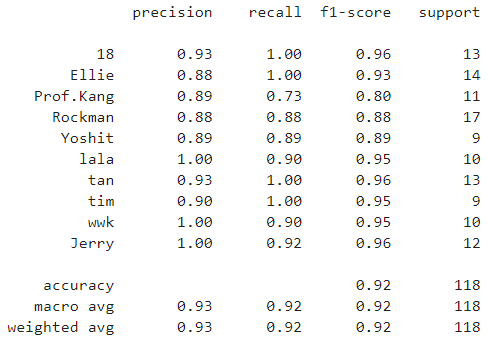 precision recall f1-score support
18 0.93 1.00 0.96 13
Ellie 0.88 1.00 0.93 14
Prof.Kang 0.89 0.73 0.80 11
Rockman 0.88 0.88 0.88 17
Yoshit 0.89 0.89 0.89 9
lala 1.00 0.90 0.95 10
tan 0.93 1.00 0.96 13
tim 0.90 1.00 0.95 9
wwk 1.00 0.90 0.95 10
Jerry 1.00 0.92 0.96 12
accuracy 0.92 118
macro avg 0.93 0.92 0.92 118
weighted avg 0.93 0.92 0.92 118